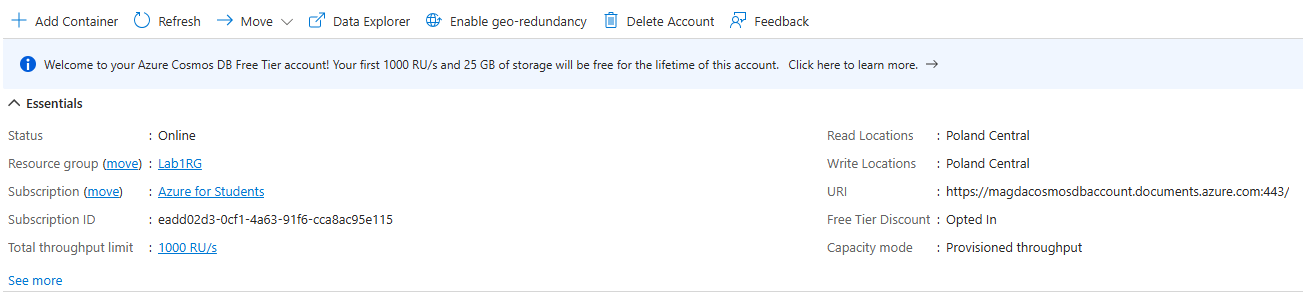 Add Container Refresh Move Data Explorer Enable geo-redundancy Delete Account Feedback
Welcome to your Azure Cosmos DB Free Tier account! Your first 1000 RU/s and 25 GB of storage will be free for the lifetime of this account. Click here to learn more. →
Essentials
Status : Online Read Locations : Poland Central
Resource group (move) : Lab1RG Write Locations : Poland Central
Subscription (move) : Azure for Students URI : https://magdacosmosdbaccount.documents.azure.com:443/
Subscription ID : eadd02d3-0cf1-4a63-91f6-cca8ac95e115 Free Tier Discount : Opted In
Total throughput limit : 1000 RU/s Capacity mode : Provisioned throughput
See more